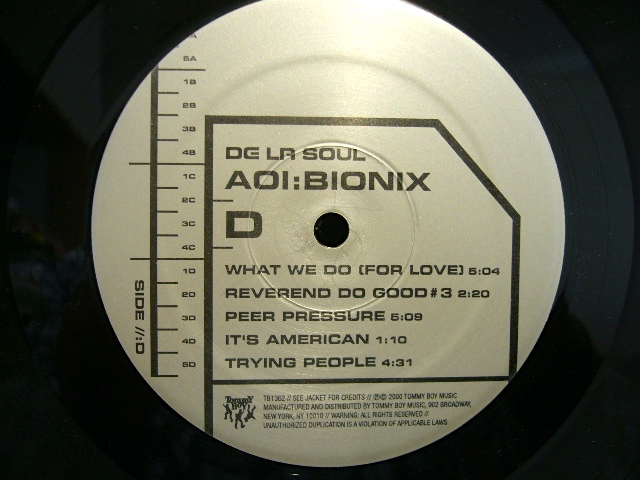 5A
1B
2B
3B
4B
1C
2C
3C
4C
1D
2D
3D
4D
5D
SIDE //:D
DE LA SOUL
AOI:BIONIX
D
WHAT WE DO (FOR LOVE) 5:04
REVEREND DO GOOD #3 2:20
PEER PRESSURE 5:09
IT'S AMERICAN 1:10
TRYING PEOPLE 4:31
TOMMY BOY
TB1362 // SEE JACKET FOR CREDITS // ℗© 2000 TOMMY BOY MUSIC
MANUFACTURED AND DISTRIBUTED BY TOMMY BOY MUSIC, 902 BROADWAY,
NEW YORK, NY 10010 // WARNING: ALL RIGHTS RESERVED //
UNAUTHORIZED DUPLICATION IS A VIOLATION OF APPLICABLE LAWS